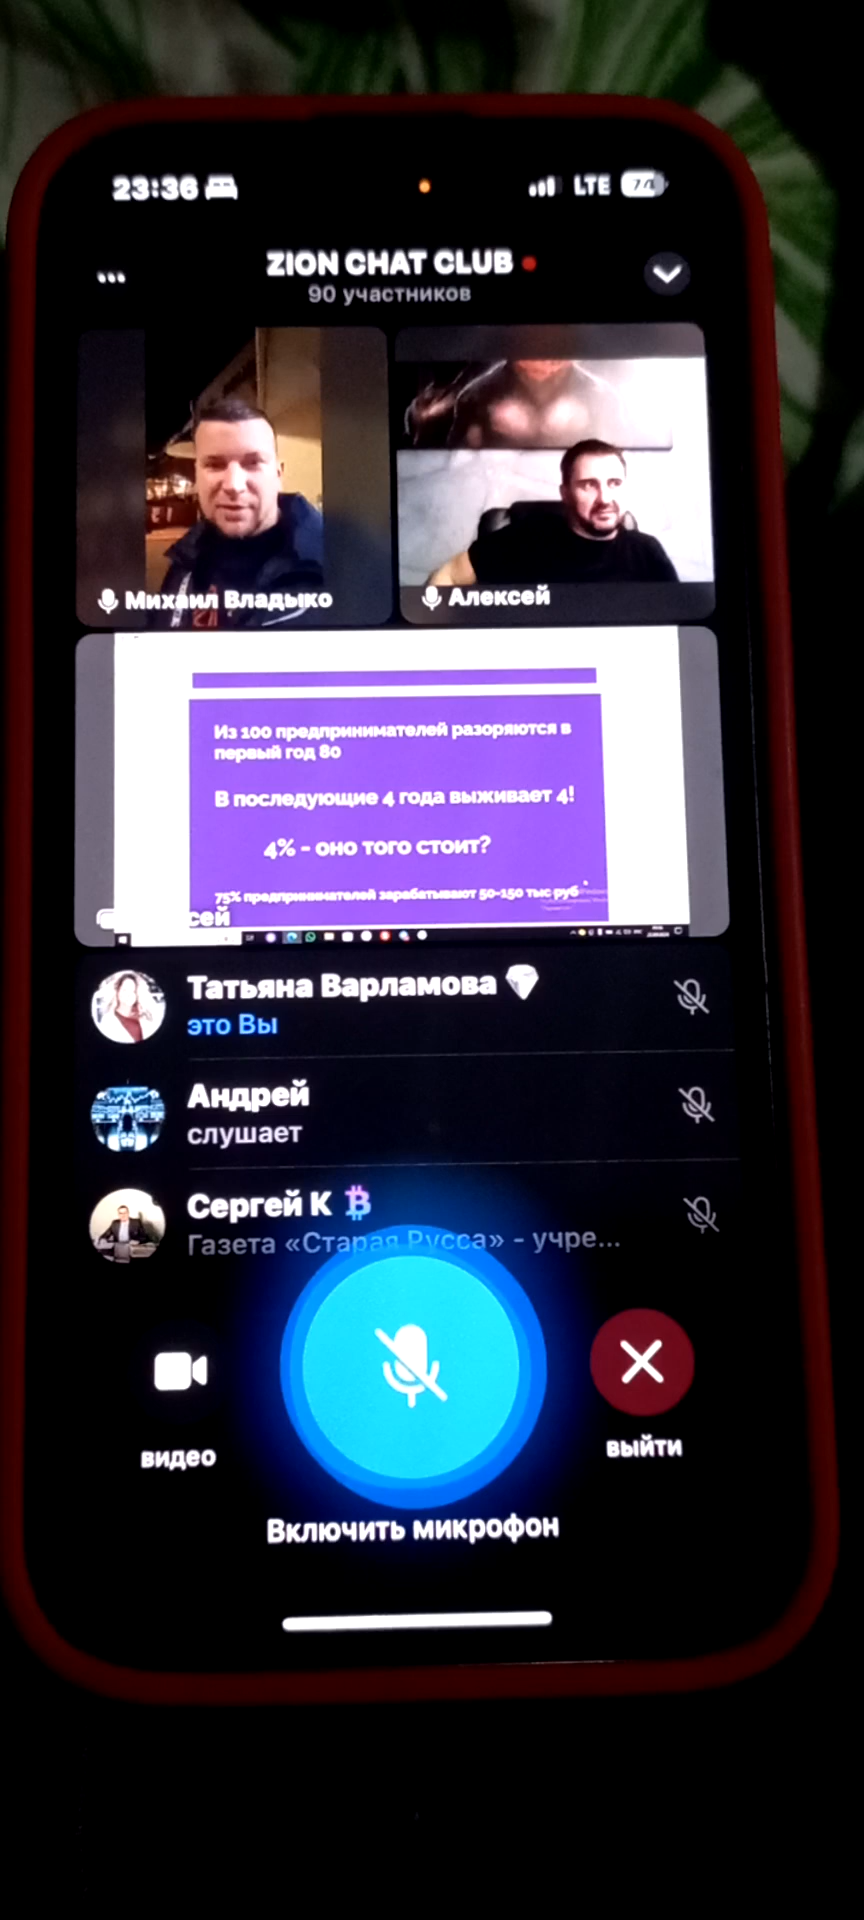 23:36
LTE
74
ZION CHAT CLUB
90 участников
Михаил Владыко
Алексей
Из 100 предпринимателей разоряются в
первый год 80
В последующие 4 года выживает 4!
4% - оно того стоит?
75% предпринимателей зарабатывают 50-150 тыс руб
сей
Татьяна Варламова
это Вы
Андрей
слушает
Сергей К
Газета «Старая Русса» - учре...
видео
выйти
Включить микрофон